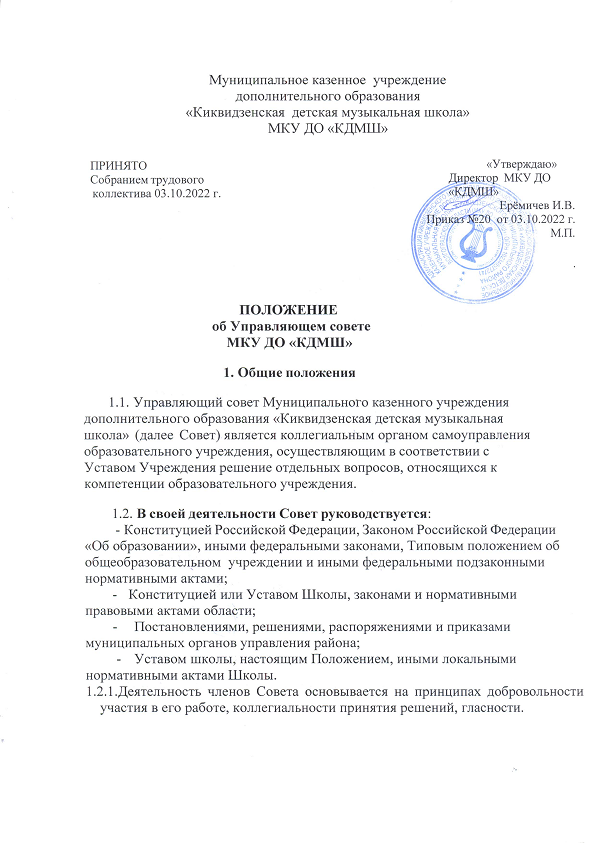 Муниципальное казенное учреждение
дополнительного образования
«Киквидзенская детская музыкальная школа»
МКУ ДО «КДМШ»
ПРИНЯТО
Собранием трудового
коллектива 03.10.2022 г.
«Утверждаю»
Директор МКУ ДО
«КДМШ»
Ерёмичев И.В.
Приказ №20 от 03.10.2022 г.
М.П.
ПОЛОЖЕНИЕ
об Управляющем совете
МКУ ДО «КДМШ»
1. Общие положения
1.1. Управляющий совет Муниципального казенного учреждения
дополнительного образования «Киквидзенская детская музыкальная
школа» (далее Совет) является коллегиальным органом самоуправления
образовательного учреждения, осуществляющим в соответствии с
Уставом Учреждения решение отдельных вопросов, относящихся к
компетенции образовательного учреждения.
1.2. В своей деятельности Совет руководствуется:
- Конституцией Российской Федерации, Законом Российской Федерации
«Об образовании», иными федеральными законами, Типовым положением об
общеобразовательном учреждении и иными федеральными подзаконными
нормативными актами;
- Конституцией или Уставом Школы, законами и нормативными
правовыми актами области;
- Постановлениями, решениями, распоряжениями и приказами
муниципальных органов управления района;
- Уставом школы, настоящим Положением, иными локальными
нормативными актами Школы.
1.2.1.Деятельность членов Совета основывается на принципах добровольности
участия в его работе, коллегиальности принятия решений, гласности.